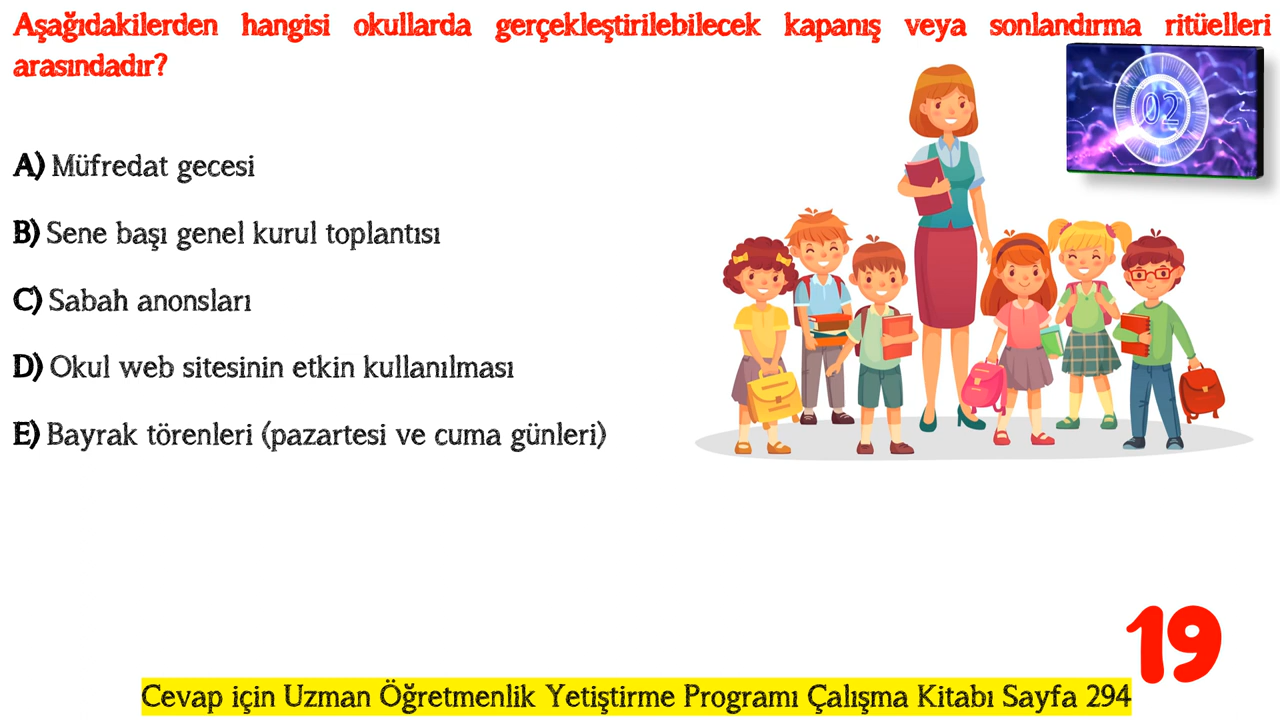 Aşağıdakilerden hangisi okullarda gerçekleştirilebilecek kapanış veya sonlandırma ritüelleri
arasındadır?
02
A) Müfredat gecesi
B) Sene başı genel kurul toplantısı
C) Sabah anonsları
D) Okul web sitesinin etkin kullanılması
E) Bayrak törenleri (pazartesi ve cuma günleri)
19
Cevap için Uzman Öğretmenlik Yetiştirme Programı Çalışma Kitabı Sayfa 294